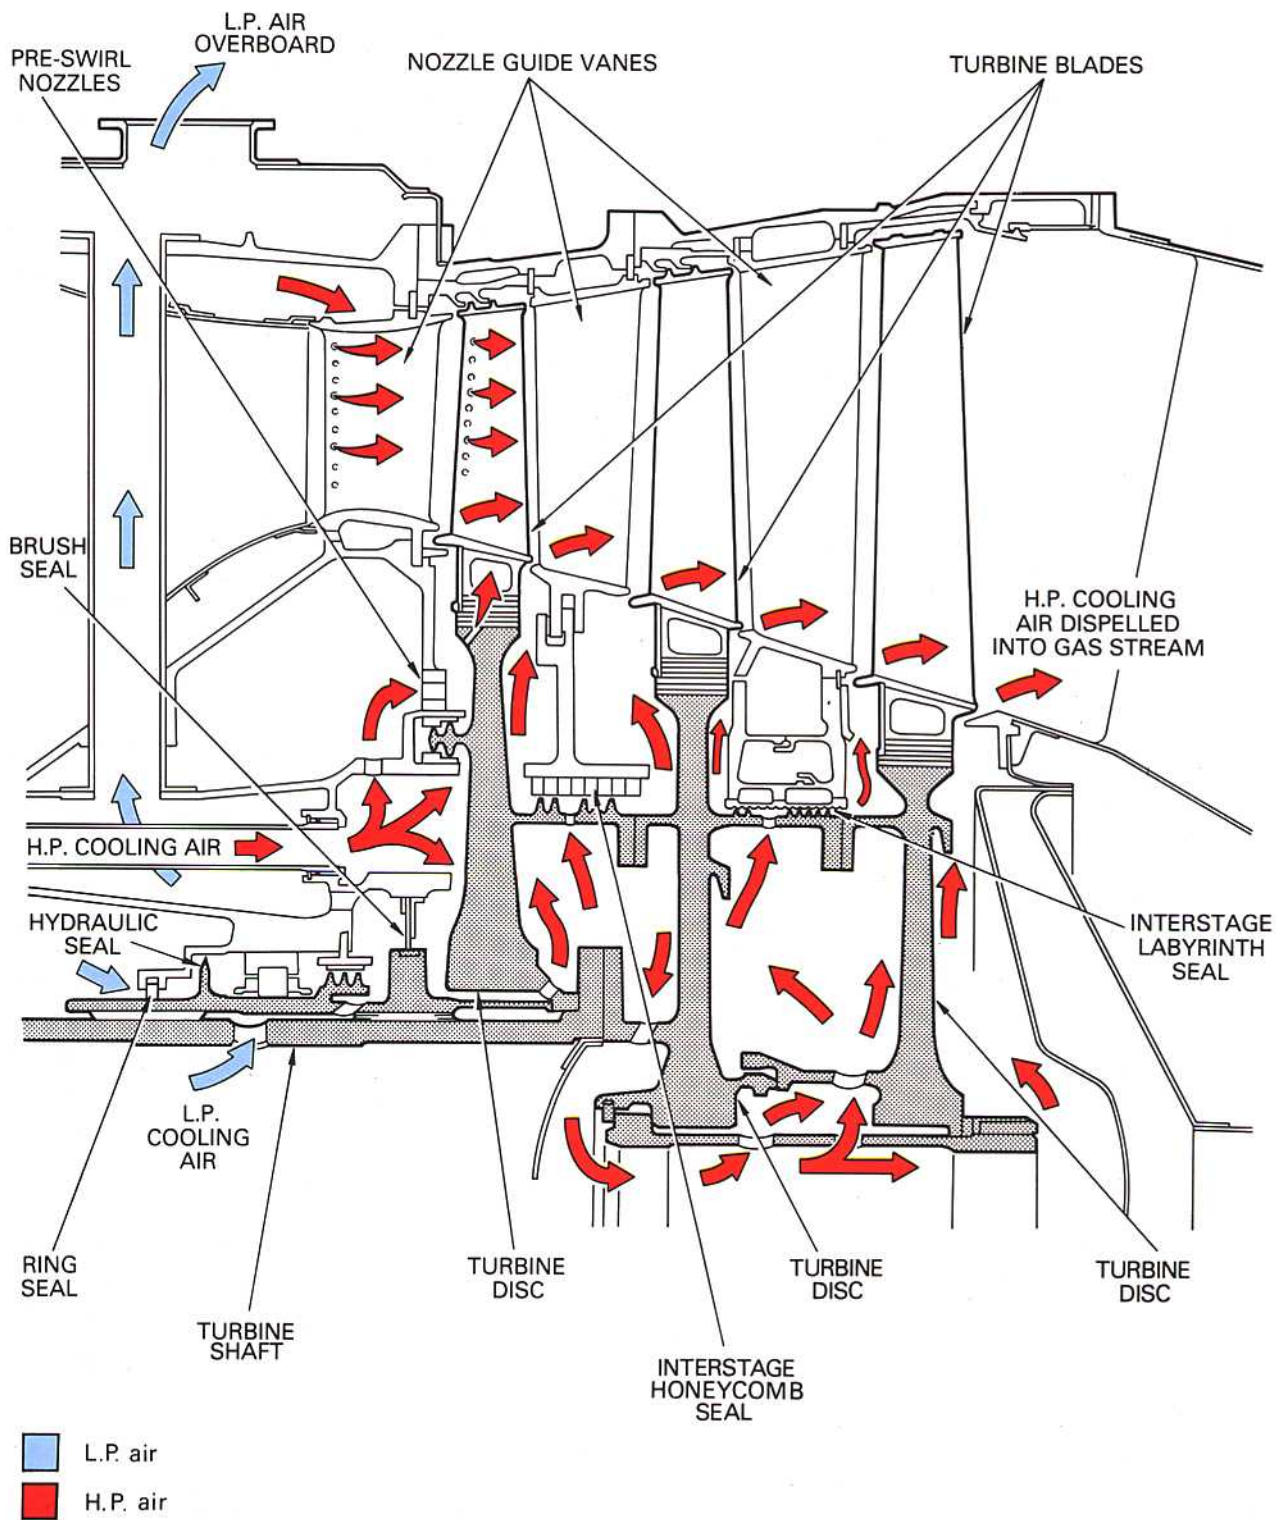 L.P. AIR
OVERBOARD
PRE-SWIRL
NOZZLES
NOZZLE GUIDE VANES
TURBINE BLADES
BRUSH
SEAL
H.P. COOLING
AIR DISPELLED
INTO GAS STREAM
H.P. COOLING AIR
HYDRAULIC
SEAL
INTERSTAGE
LABYRINTH
SEAL
L.P.
COOLING
AIR
RING
SEAL
TURBINE
DISC
TURBINE
DISC
TURBINE
DISC
TURBINE
SHAFT
INTERSTAGE
HONEYCOMB
SEAL
L.P. air
H.P. air